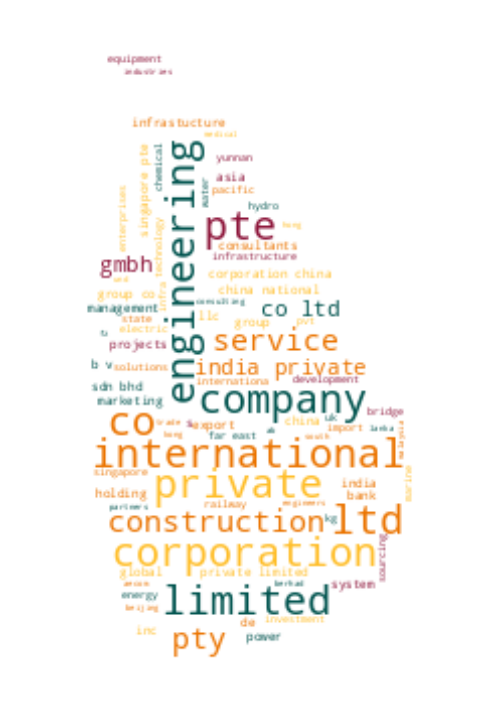 equipment
industries
infrastucture
medical
engineering
singapore pte
chemical
enterprises
technology
water
yunnan
asia
pacific
hydro
pte
hong
consultants
infrastructure
gmbh
corporation china
infra
china national
group co
consulting
management
co ltd
llc
state
group
pvt
electric
projects
service
b v
solutions
india private
internationa
development
sdn bhd
marketing
company
bridge
co
trade
export
china
uk
import
lanka
malaysia
kong
far east
south
international
singapore
marine
private
india
bank
holding
partners
railway
engineers
construction
kg
ltd
corporation
sourcing
global
private limited
aecom
berhad
system
energy
limited
beijing
de
investment
inc
pty
power